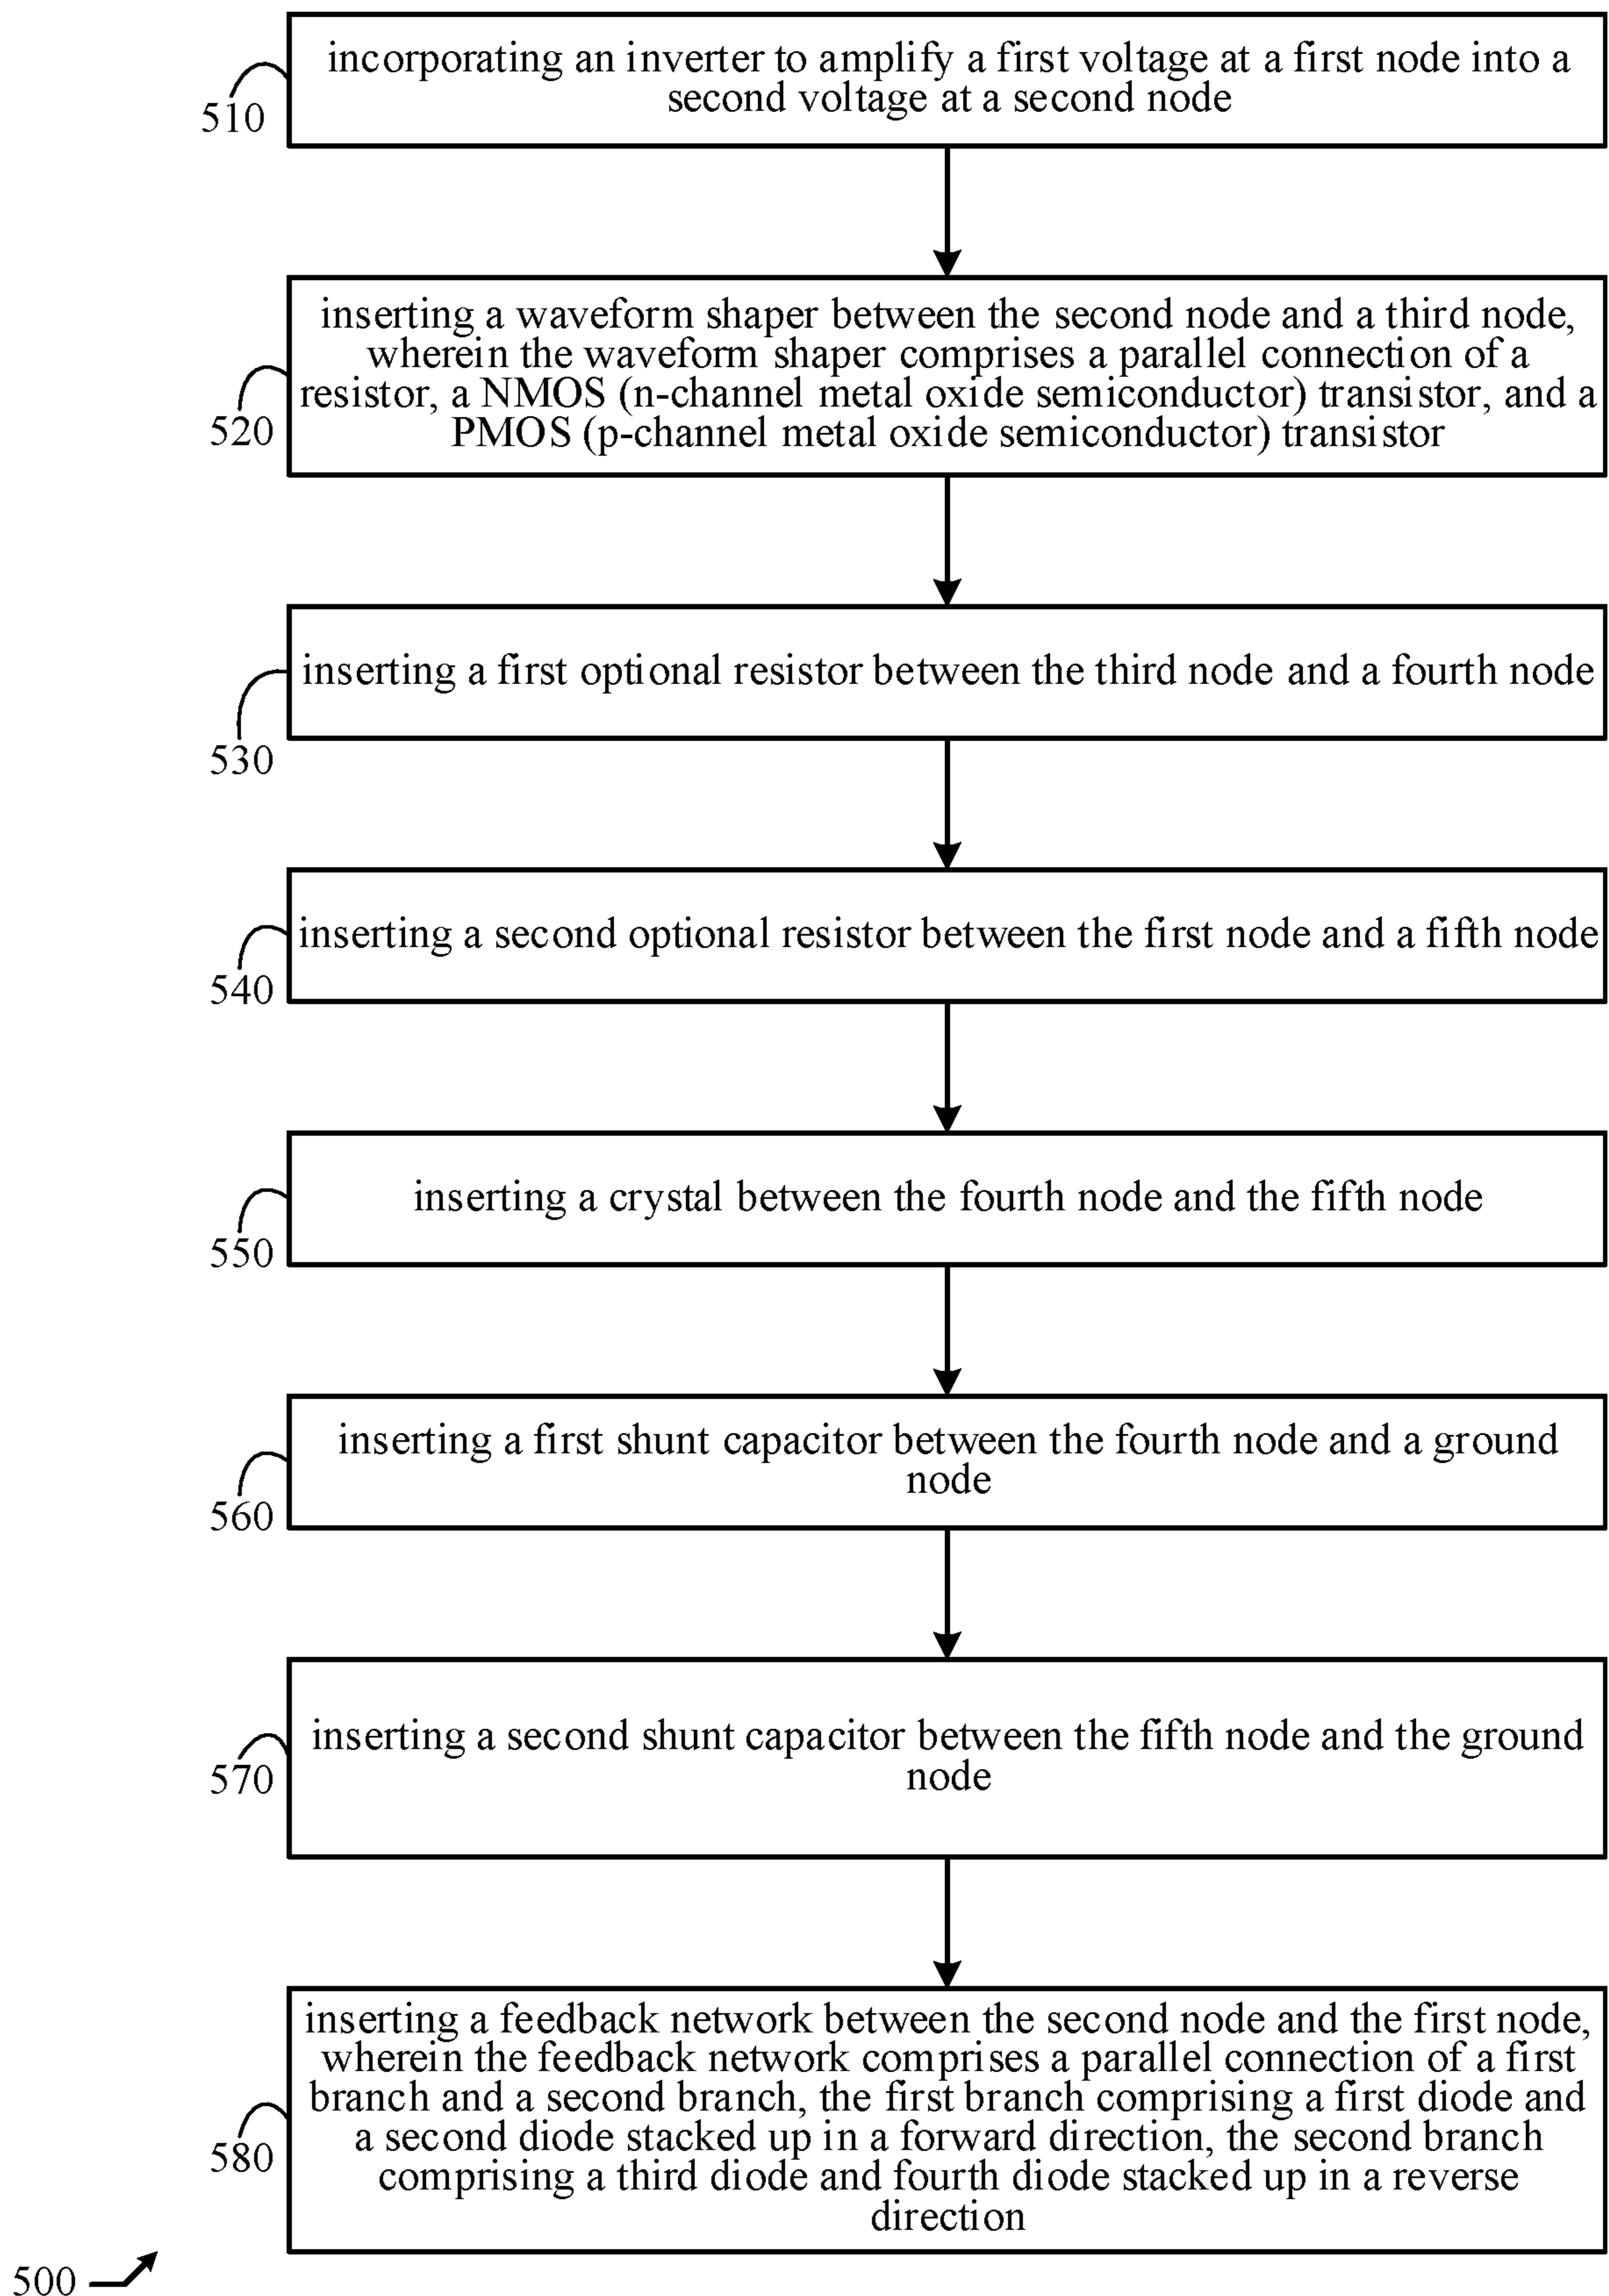 incorporating an inverter to amplify a first voltage at a first node into a
second voltage at a second node
510
inserting a waveform shaper between the second node and a third node,
wherein the waveform shaper comprises a parallel connection of a
resistor, a NMOS (n-channel metal oxide semiconductor) transistor, and a
PMOS (p-channel metal oxide semiconductor) transistor
520
inserting a first optional resistor between the third node and a fourth node
530
inserting a second optional resistor between the first node and a fifth node
540
inserting a crystal between the fourth node and the fifth node
550
inserting a first shunt capacitor between the fourth node and a ground
node
560
inserting a second shunt capacitor between the fifth node and the ground
node
570
inserting a feedback network between the second node and the first node,
wherein the feedback network comprises a parallel connection of a first
branch and a second branch, the first branch comprising a first diode and
a second diode stacked up in a forward direction, the second branch
comprising a third diode and fourth diode stacked up in a reverse
direction
580
500